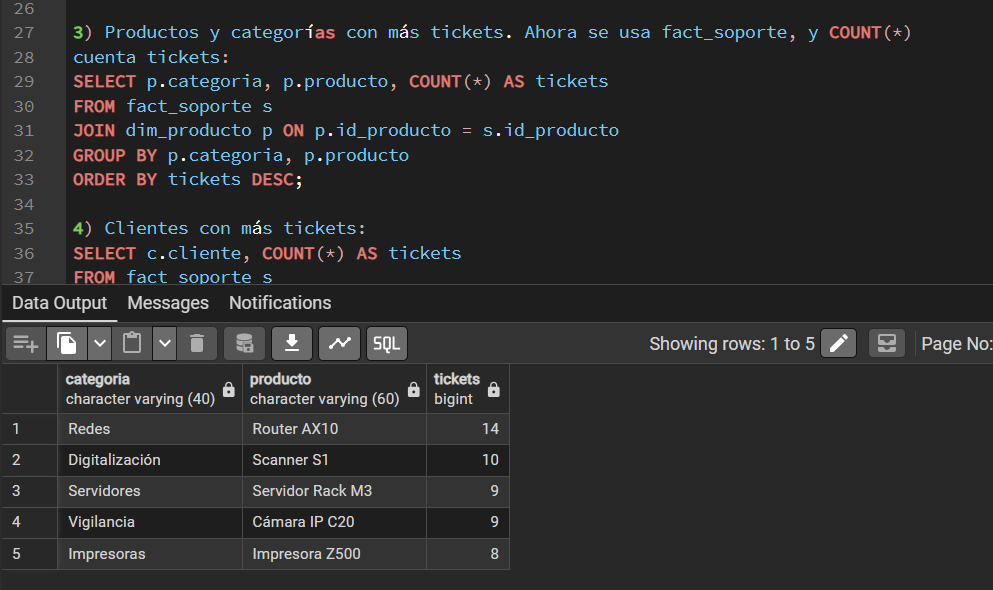 26
27 3) Productos y categorías con más tickets. Ahora se usa fact_soporte, y COUNT(*)
28 cuenta tickets:
29 SELECT p.categoria, p.producto, COUNT(*) AS tickets
30 FROM fact_soporte s
31 JOIN dim_producto p ON p.id_producto = s.id_producto
32 GROUP BY p.categoria, p.producto
33 ORDER BY tickets DESC;
34
35 4) Clientes con más tickets:
36 SELECT c.cliente, COUNT(*) AS tickets
37 FROM fact_soporte s
Data Output Messages Notifications
SQL Showing rows: 1 to 5 Page No:
categoria producto tickets
character varying (40) character varying (60) bigint
1 Redes Router AX10 14
2 Digitalización Scanner S1 10
3 Servidores Servidor Rack M3 9
4 Vigilancia Cámara IP C20 9
5 Impresoras Impresora Z500 8